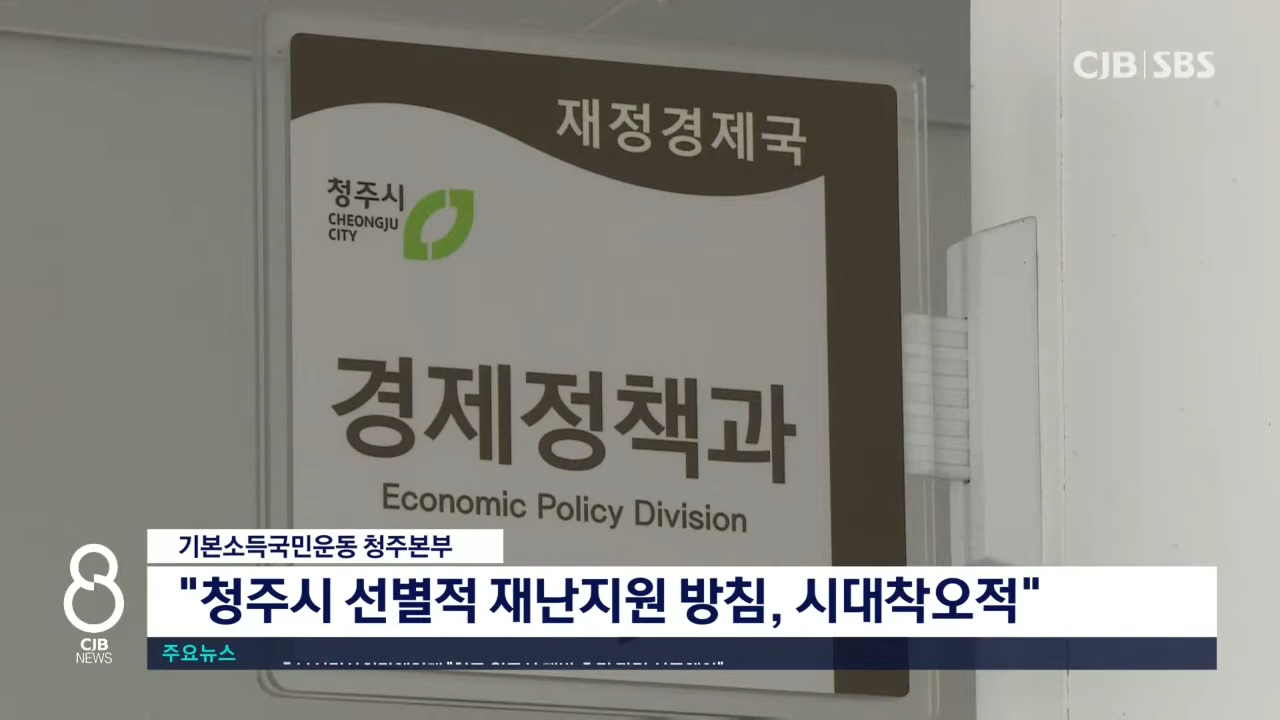 CJB SBS
재정경제국
청주시
CHEONGJU
CITY
경제정책과
Economic Policy Division
기본소득국민운동 청주본부
"청주시 선별적 재난지원 방침, 시대착오적"
8
CJB
NEWS
주요뉴스